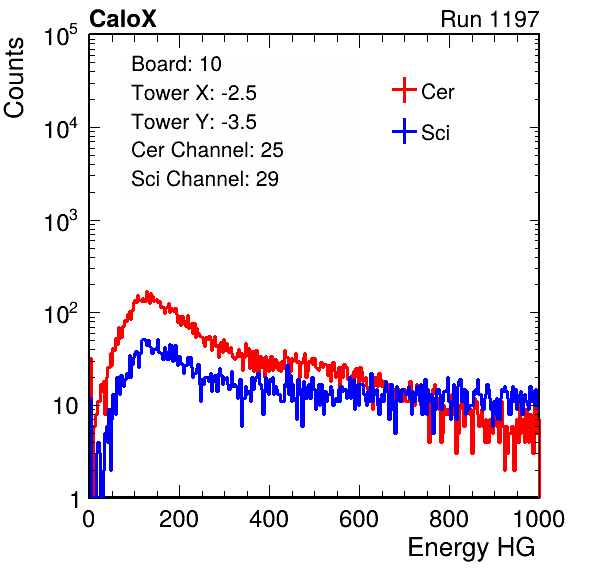 CaloX Run 1197
Counts
10^5
10^4
10^3
10^2
10
1
Board: 10
Tower X: -2.5
Tower Y: -3.5
Cer Channel: 25
Sci Channel: 29
Cer
Sci
0 200 400 600 800 1000
Energy HG